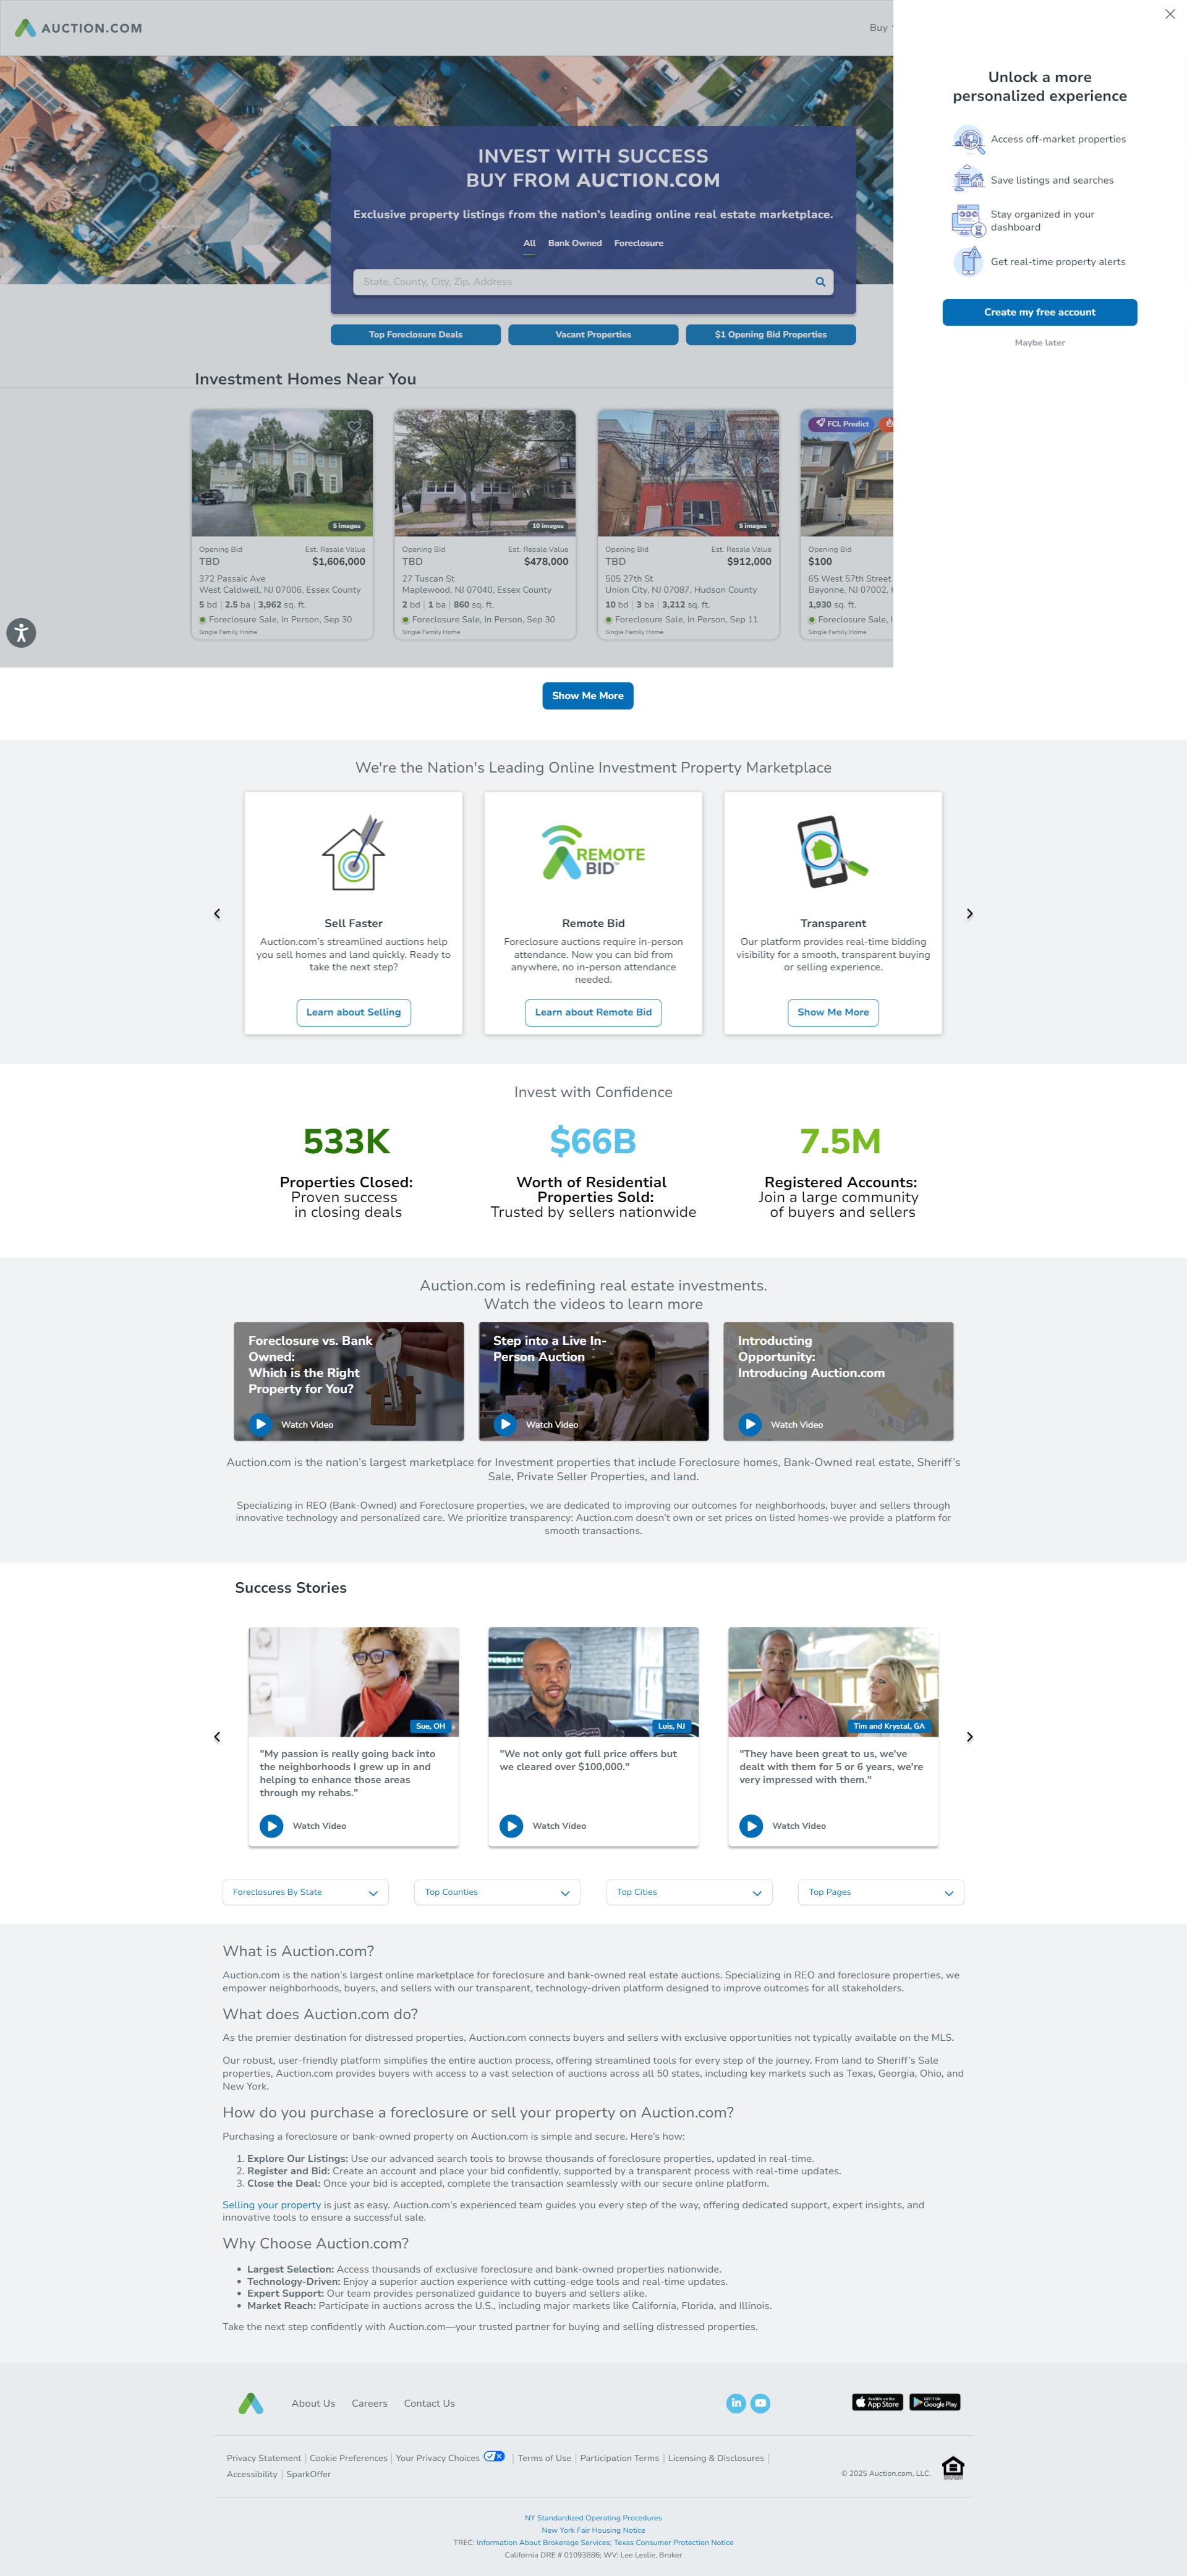 AUCTION.COM
Buy
Unlock a more
personalized experience
Access off-market properties
Save listings and searches
Stay organized in your
dashboard
Get real-time property alerts
Create my free account
Maybe later
INVEST WITH SUCCESS
BUY FROM AUCTION.COM
Exclusive property listings from the nation's leading online real estate marketplace.
All Bank Owned Foreclosure
State, County, City, Zip, Address
Top Foreclosure Deals Vacant Properties $1 Opening Bid Properties
Investment Homes Near You
5 images
Opening Bid Est. Resale Value
TBD $1,606,000
372 Passaic Ave
West Caldwell, NJ 07006, Essex County
5 bd | 2.5 ba | 3,962 sq. ft.
Foreclosure Sale, In Person, Sep 30
Single Family Home
10 images
Opening Bid Est. Resale Value
TBD $478,000
27 Tuscan St
Maplewood, NJ 07040, Essex County
2 bd | 1 ba | 860 sq. ft.
Foreclosure Sale, In Person, Sep 30
Single Family Home
5 images
Opening Bid Est. Resale Value
TBD $912,000
505 27th St
Union City, NJ 07087, Hudson County
10 bd | 3 ba | 3,212 sq. ft.
Foreclosure Sale, In Person, Sep 11
Single Family Home
FCL Predict
Opening Bid
$100
65 West 57th Street
Bayonne, NJ 07002,
1,930 sq. ft.
Foreclosure Sale,
Single Family Home
Show Me More
We're the Nation's Leading Online Investment Property Marketplace
Sell Faster
Auction.com's streamlined auctions help
you sell homes and land quickly. Ready to
take the next step?
Learn about Selling
REMOTE
BID™
Remote Bid
Foreclosure auctions require in-person
attendance. Now you can bid from
anywhere, no in-person attendance
needed.
Learn about Remote Bid
Transparent
Our platform provides real-time bidding
visibility for a smooth, transparent buying
or selling experience.
Show Me More
Invest with Confidence
533K
Properties Closed:
Proven success
in closing deals
$66B
Worth of Residential
Properties Sold:
Trusted by sellers nationwide
7.5M
Registered Accounts:
Join a large community
of buyers and sellers
Auction.com is redefining real estate investments.
Watch the videos to learn more
Foreclosure vs. Bank
Owned:
Which is the Right
Property for You?
Watch Video
Step into a Live In-
Person Auction
Watch Video
Introducing
Opportunity:
Introducing Auction.com
Watch Video
Auction.com is the nation's largest marketplace for Investment properties that include Foreclosure homes, Bank-Owned real estate, Sheriff's
Sale, Private Seller Properties, and land.
Specializing in REO (Bank-Owned) and Foreclosure properties, we are dedicated to improving our outcomes for neighborhoods, buyer and sellers through
innovative technology and personalized care. We prioritize transparency: Auction.com doesn't own or set prices on listed homes-we provide a platform for
smooth transactions.
Success Stories
Sue, OH
"My passion is really going back into
the neighborhoods I grew up in and
helping to enhance those areas
through my rehabs."
Watch Video
Luis, NJ
"We not only got full price offers but
we cleared over $100,000."
Watch Video
Tim and Krystal, GA
"They have been great to us, we've
dealt with them for 5 or 6 years, we're
very impressed with them."
Watch Video
Foreclosures By State Top Counties Top Cities Top Pages
What is Auction.com?
Auction.com is the nation's largest online marketplace for foreclosure and bank-owned real estate auctions. Specializing in REO and foreclosure properties, we
empower neighborhoods, buyers, and sellers with our transparent, technology-driven platform designed to improve outcomes for all stakeholders.
What does Auction.com do?
As the premier destination for distressed properties, Auction.com connects buyers and sellers with exclusive opportunities not typically available on the MLS.
Our robust, user-friendly platform simplifies the entire auction process, offering streamlined tools for every step of the journey. From land to Sheriff's Sale
properties, Auction.com provides buyers with access to a vast selection of auctions across all 50 states, including key markets such as Texas, Georgia, Ohio, and
New York.
How do you purchase a foreclosure or sell your property on Auction.com?
Purchasing a foreclosure or bank-owned property on Auction.com is simple and secure. Here's how:
1. Explore Our Listings: Use our advanced search tools to browse thousands of foreclosure properties, updated in real-time.
2. Register and Bid: Create an account and place your bid confidently, supported by a transparent process with real-time updates.
3. Close the Deal: Once your bid is accepted, complete the transaction seamlessly with our secure online platform.
Selling your property is just as easy. Auction.com's experienced team guides you every step of the way, offering dedicated support, expert insights, and
innovative tools to ensure a successful sale.
Why Choose Auction.com?
• Largest Selection: Access thousands of exclusive foreclosure and bank-owned properties nationwide.
• Technology-Driven: Enjoy a superior auction experience with cutting-edge tools and real-time updates.
• Expert Support: Our team provides personalized guidance to buyers and sellers alike.
• Market Reach: Participate in auctions across the U.S., including major markets like California, Florida, and Illinois.
Take the next step confidently with Auction.com—your trusted partner for buying and selling distressed properties.
About Us Careers Contact Us
in
Available on the
App Store
GET IT ON
Google Play
Privacy Statement | Cookie Preferences | Your Privacy Choices | Terms of Use | Participation Terms | Licensing & Disclosures |
Accessibility | SparkOffer
© 2025 Auction.com, LLC.
NY Standardized Operating Procedures
New York Fair Housing Notice
TREC: Information About Brokerage Services; Texas Consumer Protection Notice
California DRE # 01093886; WV: Lee Leslie, Broker